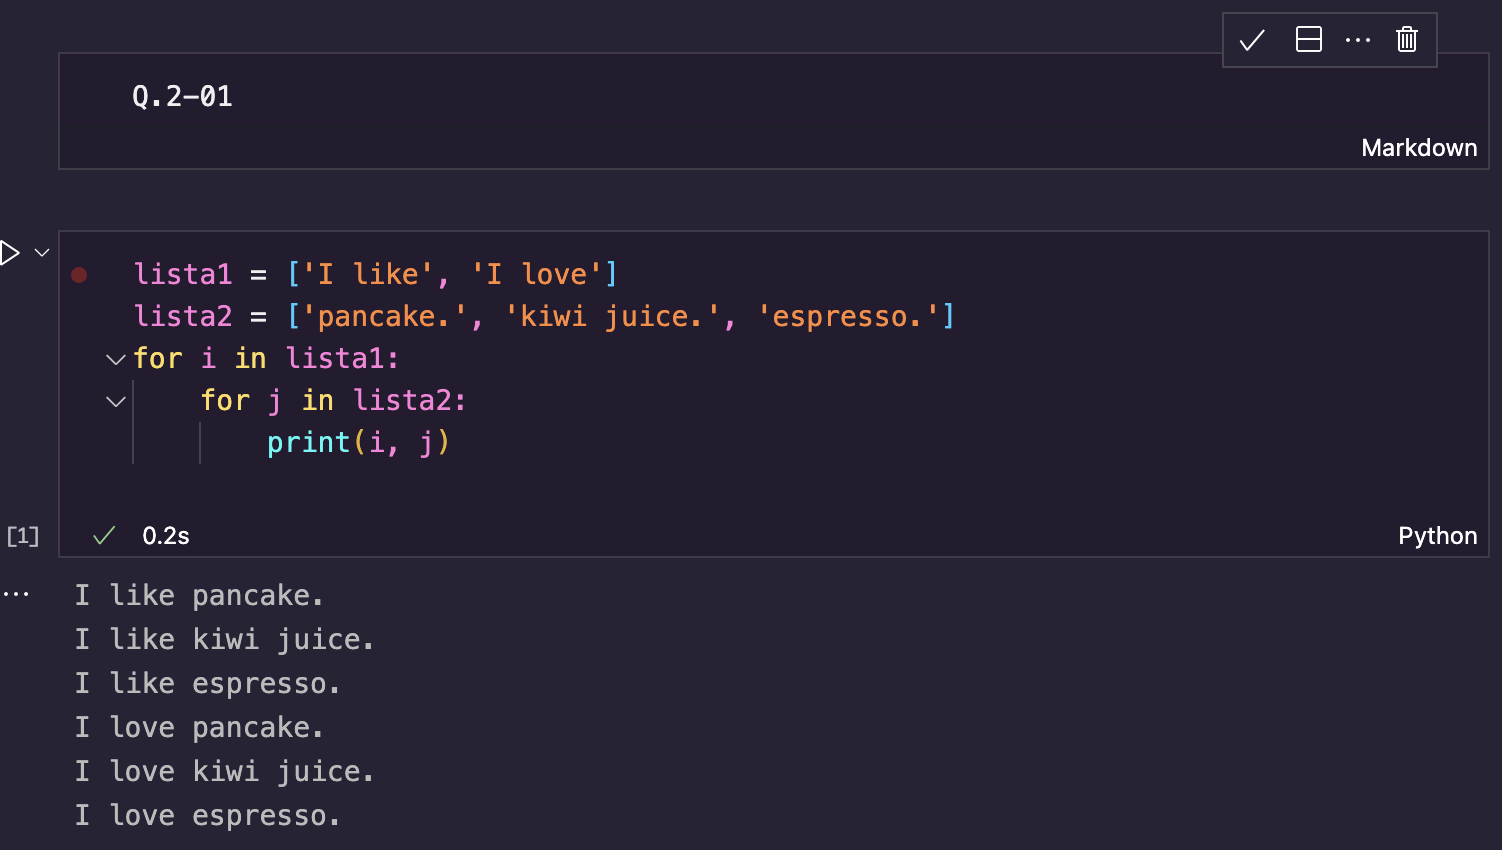 Q.2-01
Markdown
lista1 = ['I like', 'I love']
lista2 = ['pancake.', 'kiwi juice.', 'espresso.']
for i in lista1:
    for j in lista2:
        print(i, j)
[1]
0.2s
Python
I like pancake.
I like kiwi juice.
I like espresso.
I love pancake.
I love kiwi juice.
I love espresso.